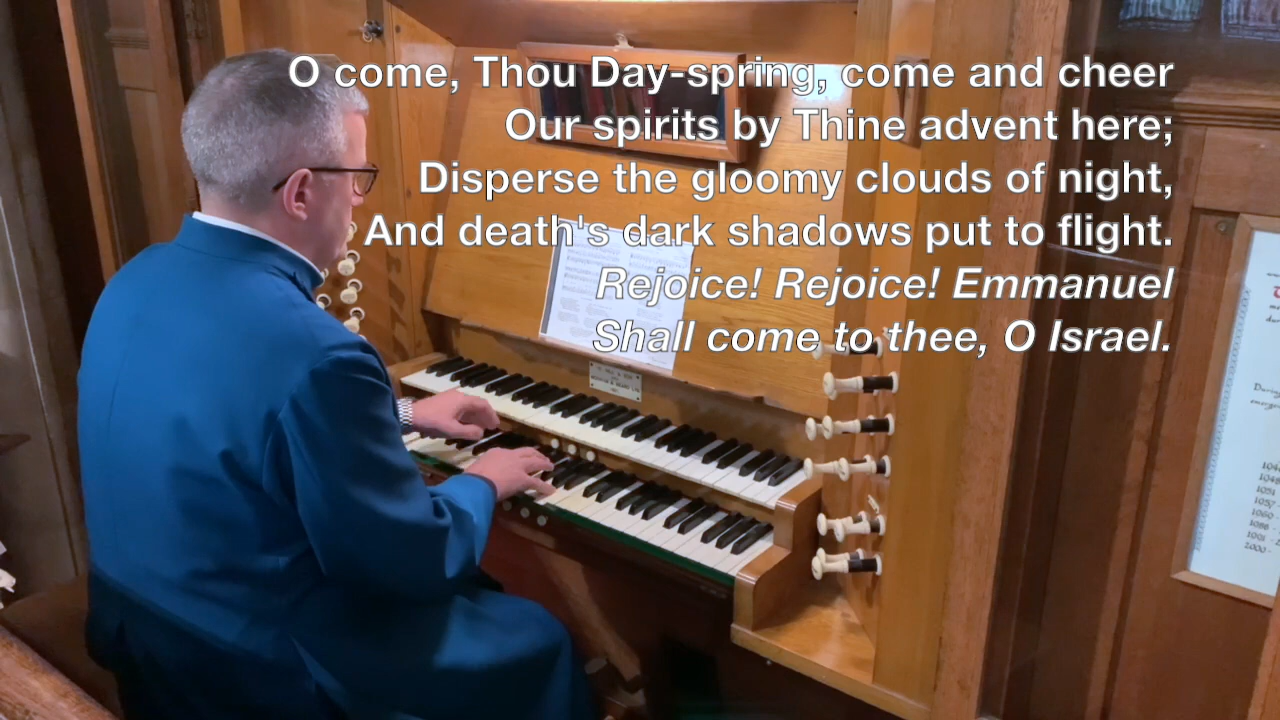 O come, Thou Day-spring, come and cheer
Our spirits by Thine advent here;
Disperse the gloomy clouds of night,
And death's dark shadows put to flight.
Rejoice! Rejoice! Emmanuel
Shall come to thee, O Israel.